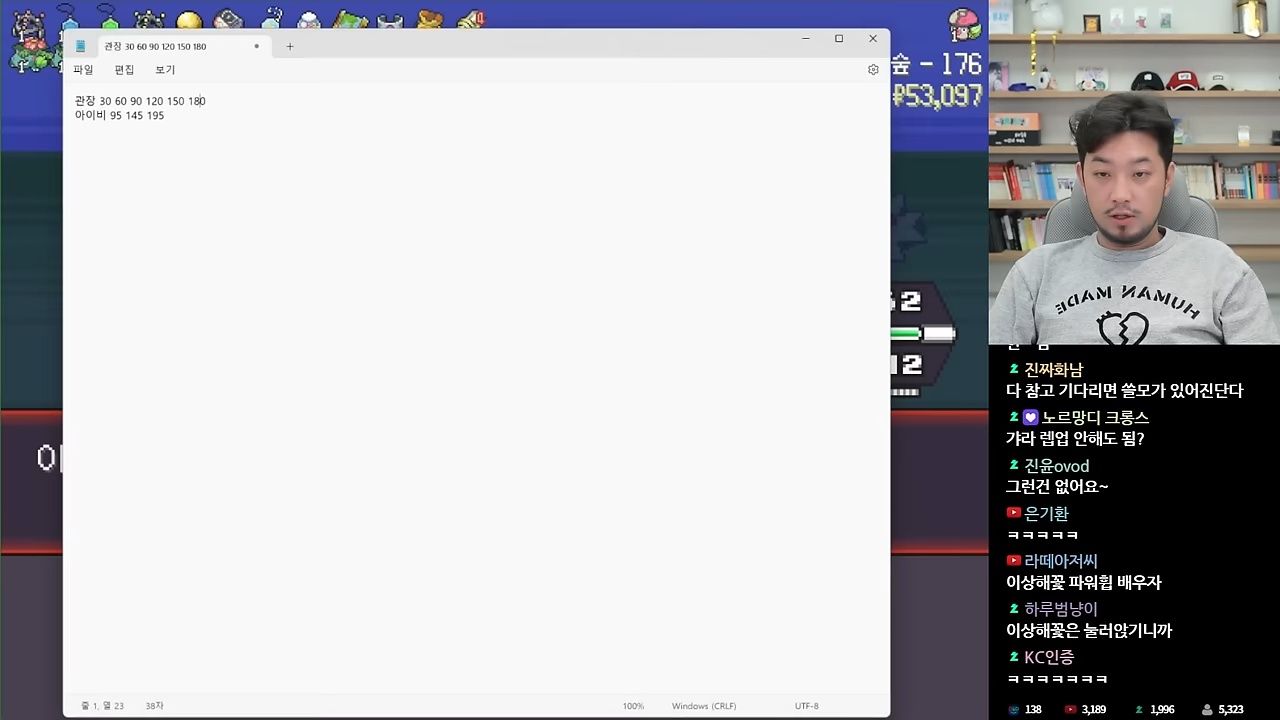 관장 30 60 90 120 150 180
파일 편집 보기
관장 30 60 90 120 150 180
아이비 95 145 195
줄 1, 열 23 38자 100% Windows (CRLF) UTF-8
숲 - 176
₽53,097
HUMAN MADE
진짜화남
다 참고 기다리면 쓸모가 있어진단다
노르망디 크롱스
갸라 렙업 안해도 됨?
진윤ovod
그런건 없어요~
은기환
ㅋㅋㅋㅋㅋ
라떼아저씨
이상해꽃 파워휩 배우자
하루범냥이
이상해꽃은 눌러앉기니까
KC인증
ㅋㅋㅋㅋㅋㅋㅋ
138 3,189 1,996 5,323